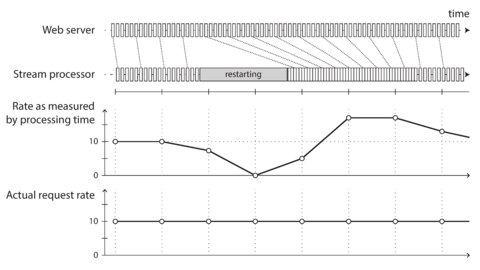 time
Web server
Stream processor
restarting
Rate as measured
by processing time
10
0
Actual request rate
10
0